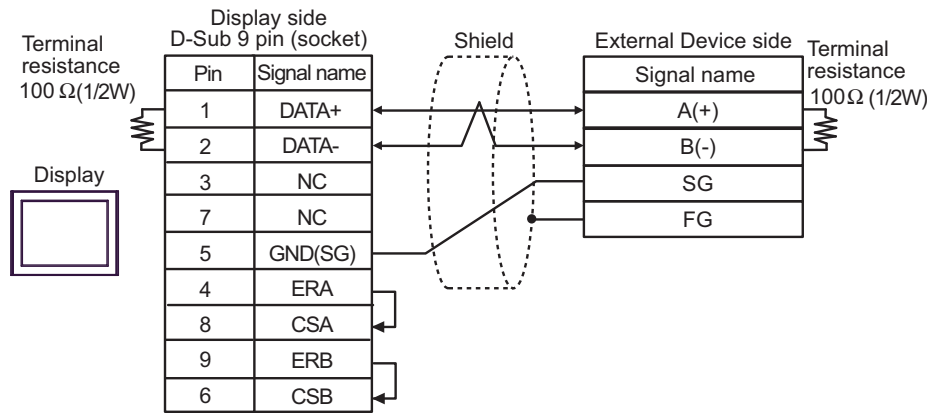 Display side
D-Sub 9 pin (socket)
Shield
External Device side
Terminal
resistance
100 Ω(1/2W)
Terminal
resistance
100Ω (1/2W)
Pin Signal name
1 DATA+
2 DATA-
3 NC
7 NC
5 GND(SG)
4 ERA
8 CSA
9 ERB
6 CSB
Signal name
A(+)
B(-)
SG
FG
Display